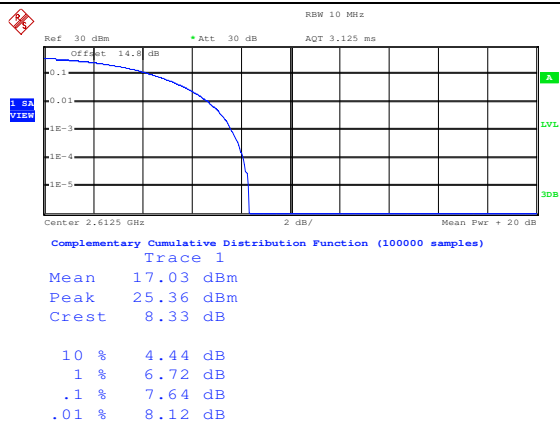 R S
RBW 10 MHz
Ref 30 dBm * Att 30 dB AQT 3.125 ms
Offset 14.8 dB
0.1
A
0.01
1 SA
VIEW
LVL
1E-3
1E-4
1E-5
3DB
Center 2.6125 GHz 2 dB/ Mean Pwr + 20 dB
Complementary Cumulative Distribution Function (100000 samples)
Trace 1
Mean 17.03 dBm
Peak 25.36 dBm
Crest 8.33 dB
10 % 4.44 dB
1 % 6.72 dB
.1 % 7.64 dB
.01 % 8.12 dB